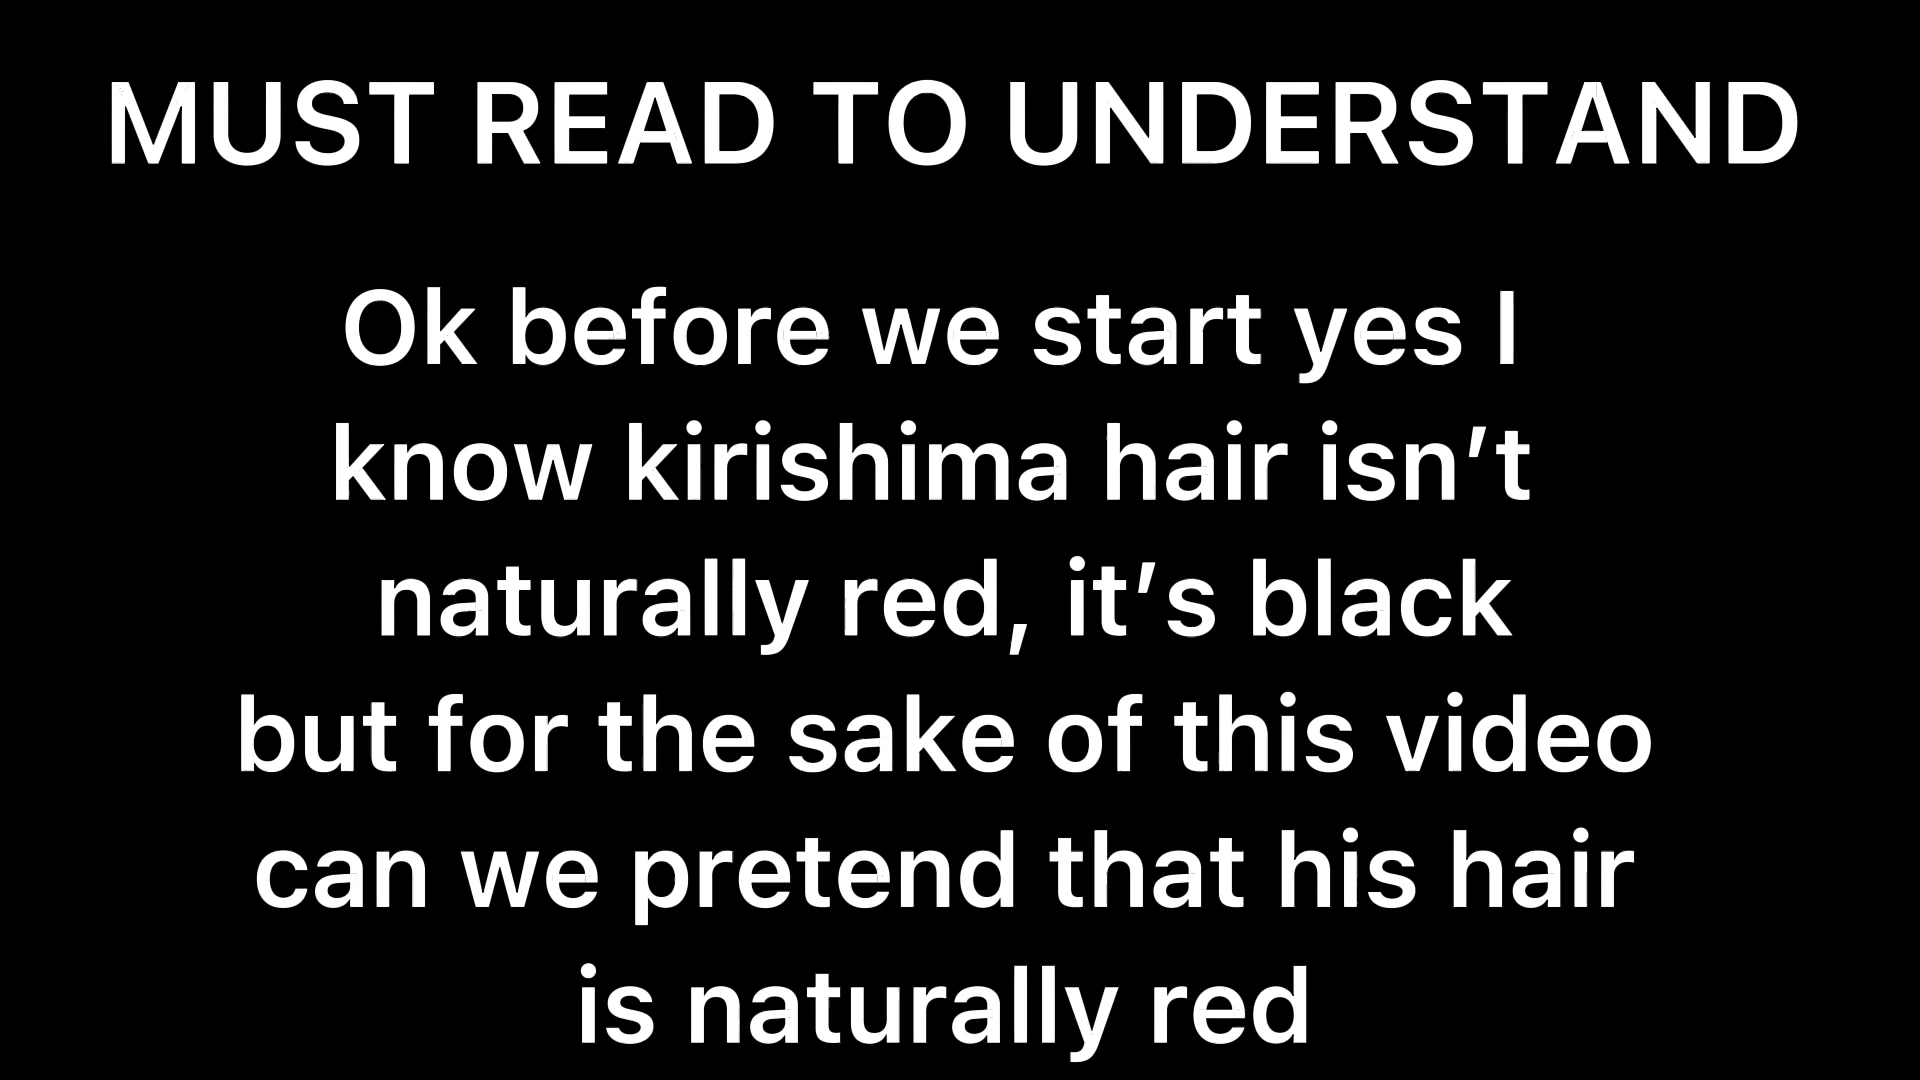 MUST READ TO UNDERSTAND
Ok before we start yes I
know kirishima hair isn’t
naturally red, it’s black
but for the sake of this video
can we pretend that his hair
is naturally red